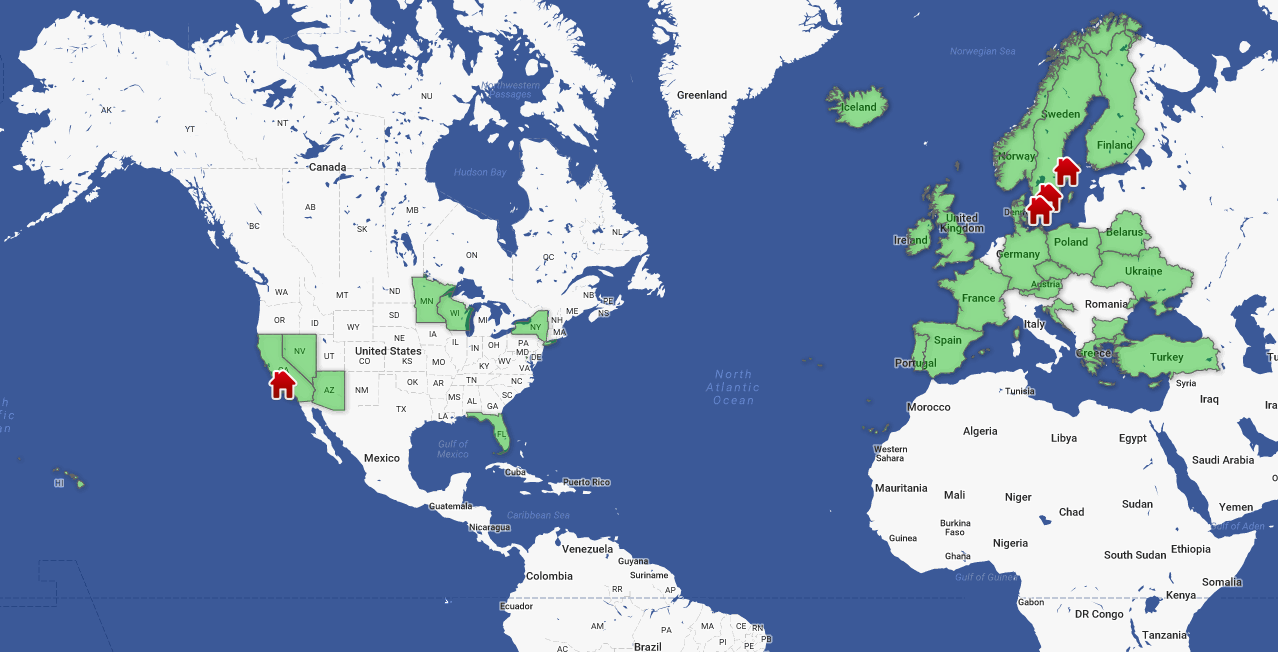 Norwegian Sea
Greenland
Northwestern
Passages
NU
AK
YT
NT
Iceland
Sweden
Finland
Norway
Canada
Hudson Bay
AB
SK
MB
BC
ON
QC
NL
United
Kingdom
Ireland
Den
Belarus
Poland
Germany
Ukraine
Austria
France
Romania
Italy
Spain
Portugal
Greece
Turkey
WA
MT
ND
MN
NB
PE
NS
ME
OR
ID
SD
WI
MI
NH
NY
MA
WY
IA
NE
IL
IN
OH
PA
MD
DE
NV
UT
United States
CO
KS
MO
KY
WV
VA
CA
AZ
NM
OK
AR
TN
NC
SC
TX
MS
AL
GA
LA
FL
North
Atlantic
Ocean
h
fic
n
Gulf of
Mexico
Mexico
HI
Cuba
Puerto Rico
Guatemala
Caribbean Sea
Nicaragua
Venezuela
Guyana
Colombia
Suriname
Ecuador
RR
AP
AM
PA
MA
CE
RN
PB
PI
PE
AC
Brazil
Tunisia
Syria
Iraq
Ira
Tu
Morocco
Algeria
Libya
Egypt
Western
Sahara
Saudi Arabia
O
Mauritania
Mali
Niger
Chad
Sudan
Yemen
Gulf of Aden
Burkina
Faso
Guinea
Nigeria
Ghana
South Sudan
Ethiopia
Gulf of Guinea
Somalia
Gabon
Kenya
DR Congo
Tanzania